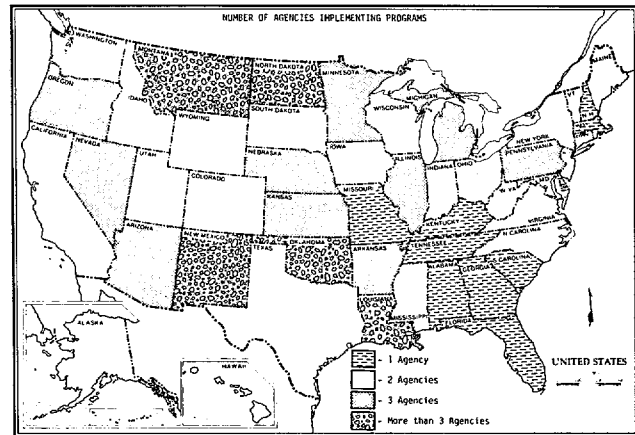 NUMBER OF AGENCIES IMPLEMENTING PROGRAMS
WASHINGTON
MONTANA
NORTH DAKOTA
MINNESOTA
MAINE
OREGON
IDAHO
WYOMING
SOUTH DAKOTA
WISCONSIN
MICHIGAN
NEW YORK
CALIFORNIA
NEVADA
UTAH
COLORADO
NEBRASKA
IOWA
ILLINOIS
INDIANA
OHIO
PENNSYLVANIA
KANSAS
MISSOURI
KENTUCKY
W VA
VIRGINIA
ARIZONA
NEW MEXICO
TEXAS
OKLAHOMA
ARKANSAS
TENNESSEE
N CAROLINA
S CAROLINA
ALABAMA
GEORGIA
LOUISIANA
MISSISSIPPI
FLORIDA
ALASKA
HAWAII
- 1 Agency
- 2 Agencies
- 3 Agencies
- More than 3 Agencies
UNITED STATES